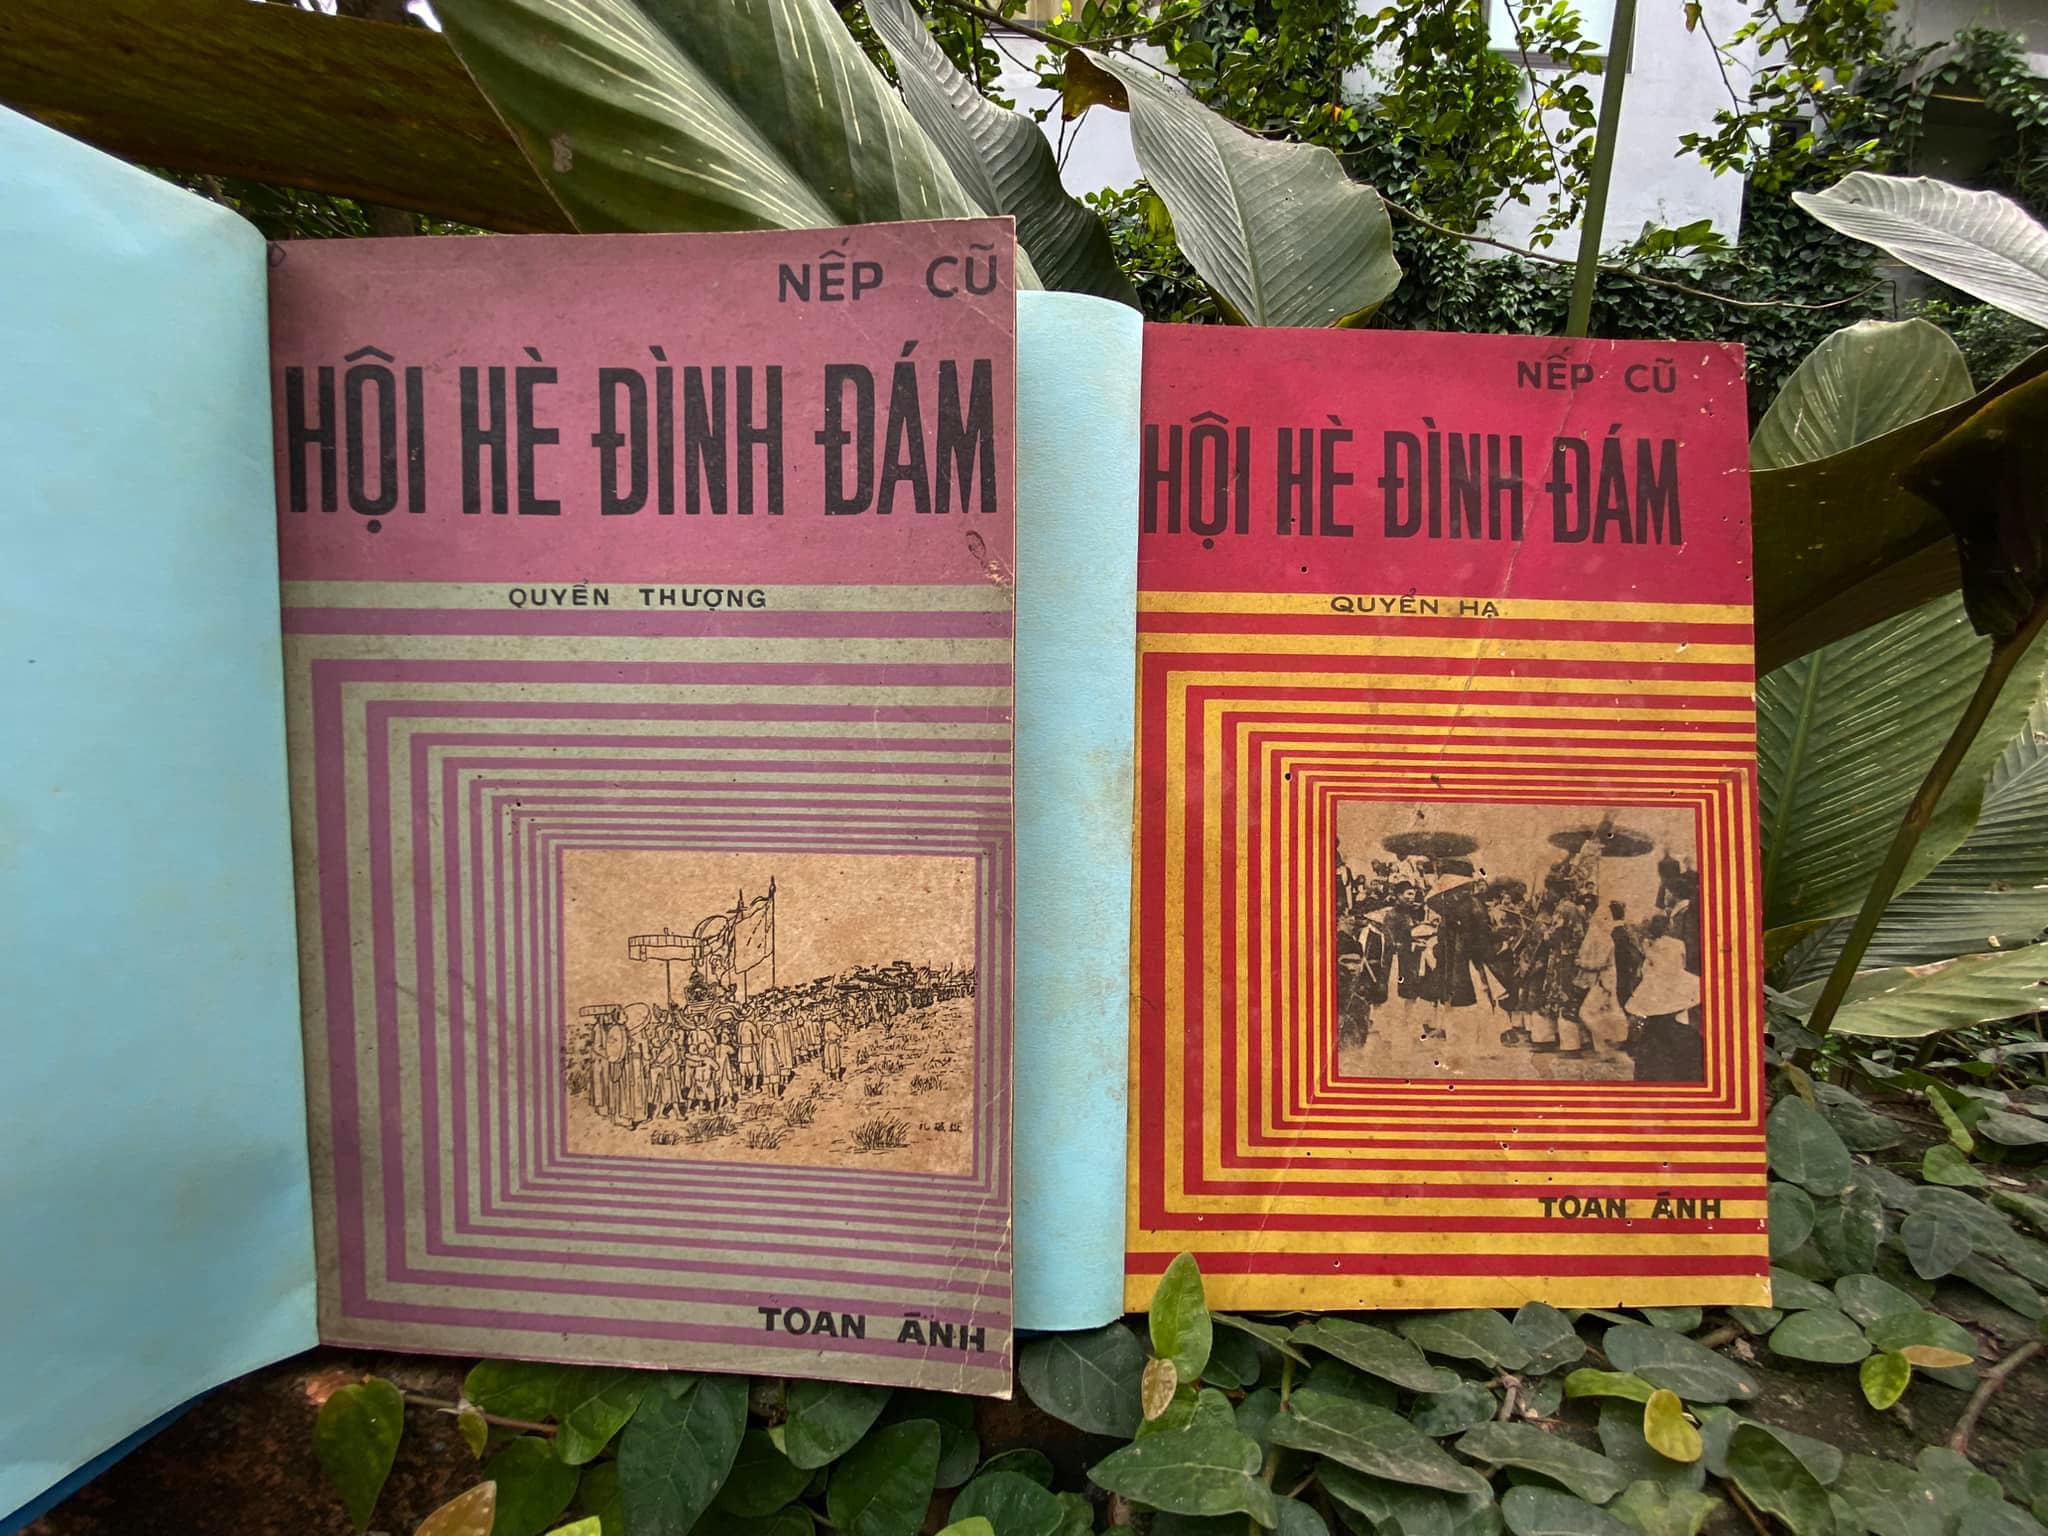 NẾP CŨ
HỘI HÈ ĐÌNH ĐÁM
QUYỂN THƯỢNG
TOAN ÁNH
NẾP CŨ
HỘI HÈ ĐÌNH ĐÁM
QUYỂN HẠ
TOAN ÁNH